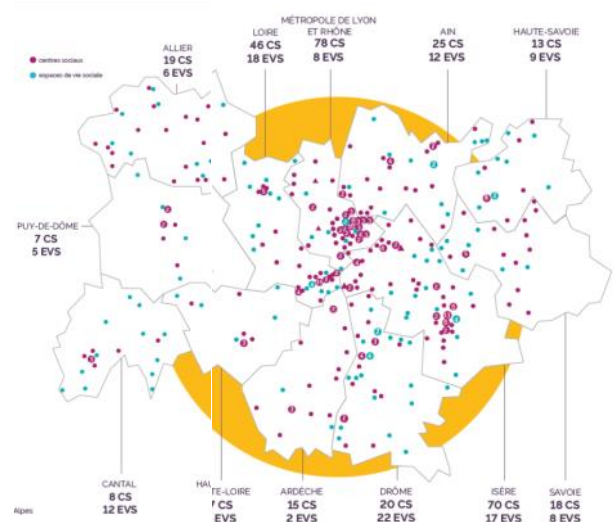 MÉTROPOLE DE LYON
ET RHÔNE
78 CS
8 EVS
LOIRE
46 CS
18 EVS
AIN
25 CS
12 EVS
HAUTE-SAVOIE
13 CS
9 EVS
ALLIER
19 CS
6 EVS
centres sociaux
espaces de vie sociale
PUY-DE-DÔME
7 CS
5 EVS
CANTAL
8 CS
12 EVS
HAU TE-LOIRE
7 CS
EVS
ARDÈCHE
15 CS
2 EVS
DRÔME
20 CS
22 EVS
ISÈRE
70 CS
17 EVS
SAVOIE
18 CS
8 EVS
Alpes